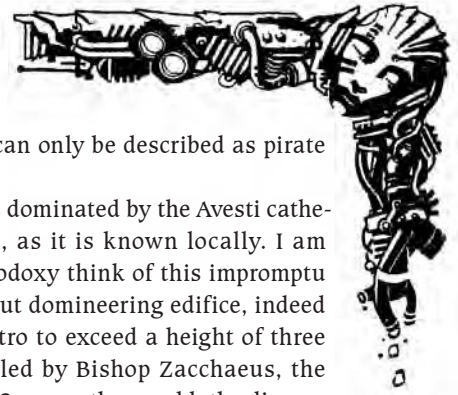 can only be described as pirate
dominated by the Avesti cathe-
, as it is known locally. I am
odoxy think of this impromptu
ut domineering edifice, indeed
tro to exceed a height of three
led by Bishop Zacchaeus, the